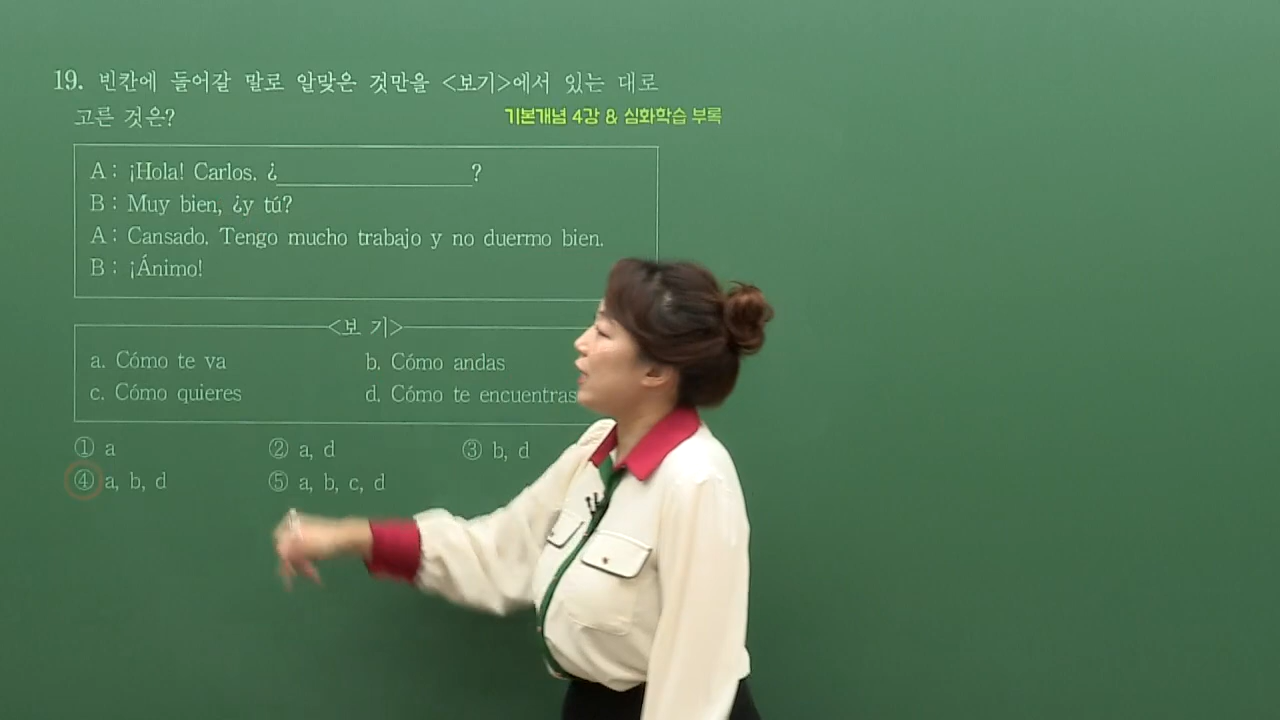 19. 빈칸에 들어갈 말로 알맞은 것만을 <보기>에서 있는 대로
고른 것은?
기본개념 4강 & 심화학습 부록
A : ¡Hola! Carlos. ¿____________?
B : Muy bien, ¿y tú?
A : Cansado. Tengo mucho trabajo y no duermo bien.
B : ¡Ánimo!
<보 기>
a. Cómo te va b. Cómo andas
c. Cómo quieres d. Cómo te encuentras
① a ② a, d ③ b, d
④ a, b, d ⑤ a, b, c, d